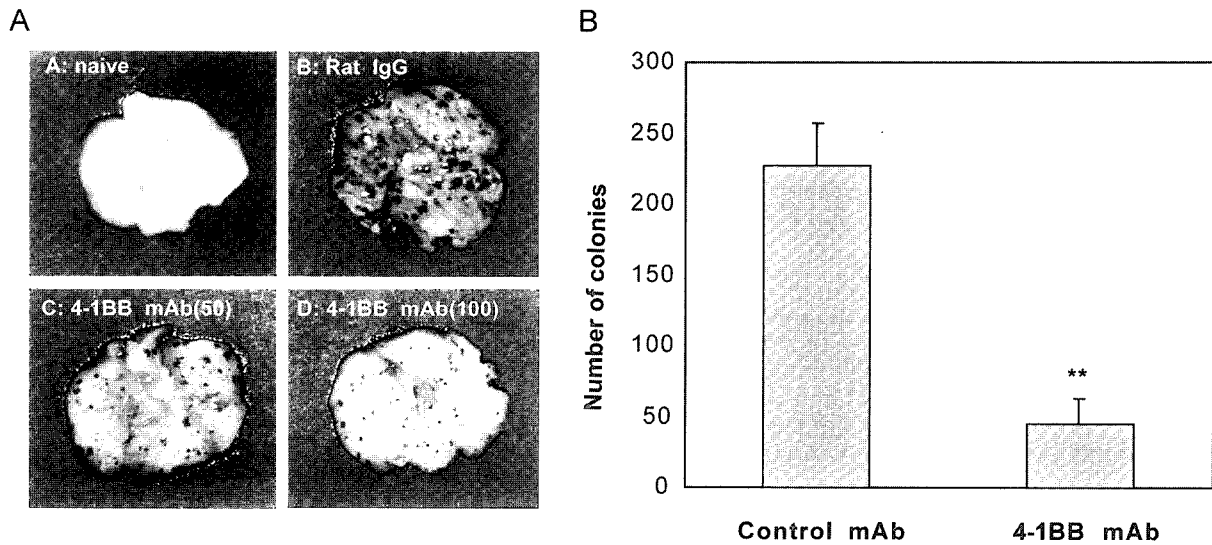 A
A: naive
B: Rat IgG
C: 4-1BB mAb(50)
D: 4-1BB mAb(100)
B
300
250
200
150
100
50
0
Number of colonies
**
Control mAb
4-1BB mAb